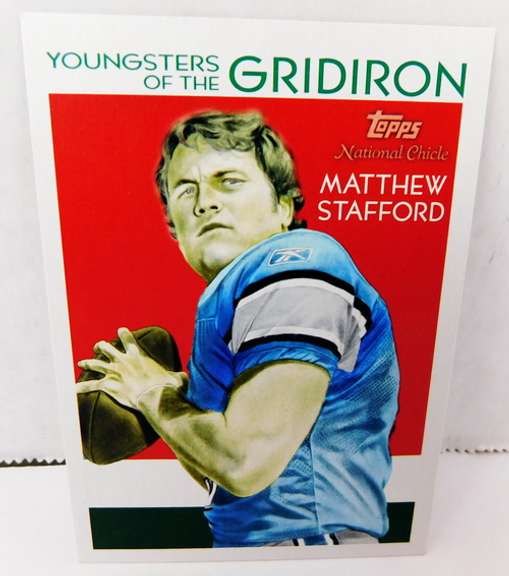 YOUNGSTERS
OF THE GRIDIRON
Topps
National Chicle
MATTHEW
STAFFORD